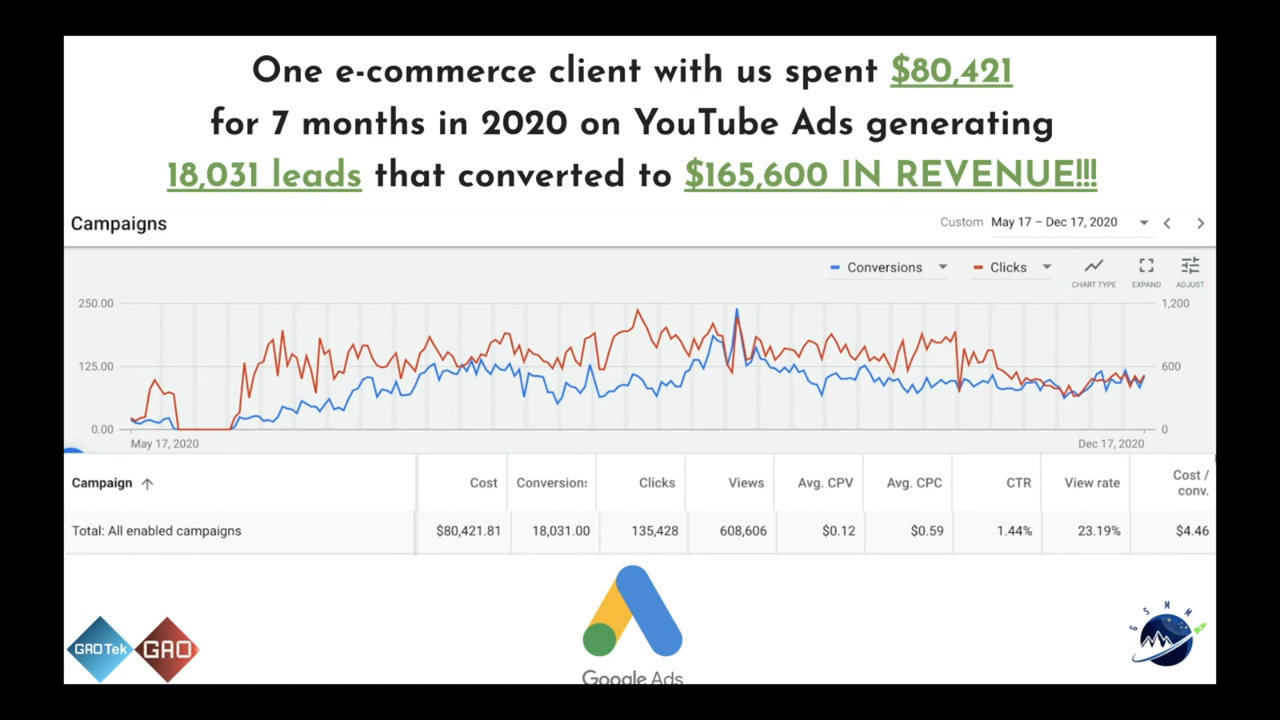 One e-commerce client with us spent $80,421
for 7 months in 2020 on YouTube Ads generating
18,031 leads that converted to $165,600 IN REVENUE!!!
Campaigns
Custom May 17 – Dec 17, 2020
Conversions Clicks
CHART TYPE EXPAND ADJUST
250.00 1,200
125.00 600
0.00 0
May 17, 2020 Dec 17, 2020
Campaign Cost Conversions Clicks Views Avg. CPV Avg. CPC CTR View rate Cost / conv.
Total: All enabled campaigns $80,421.81 18,031.00 135,428 608,606 $0.12 $0.59 1.44% 23.19% $4.46
GAOTek GAO
Google Ads
GSMM